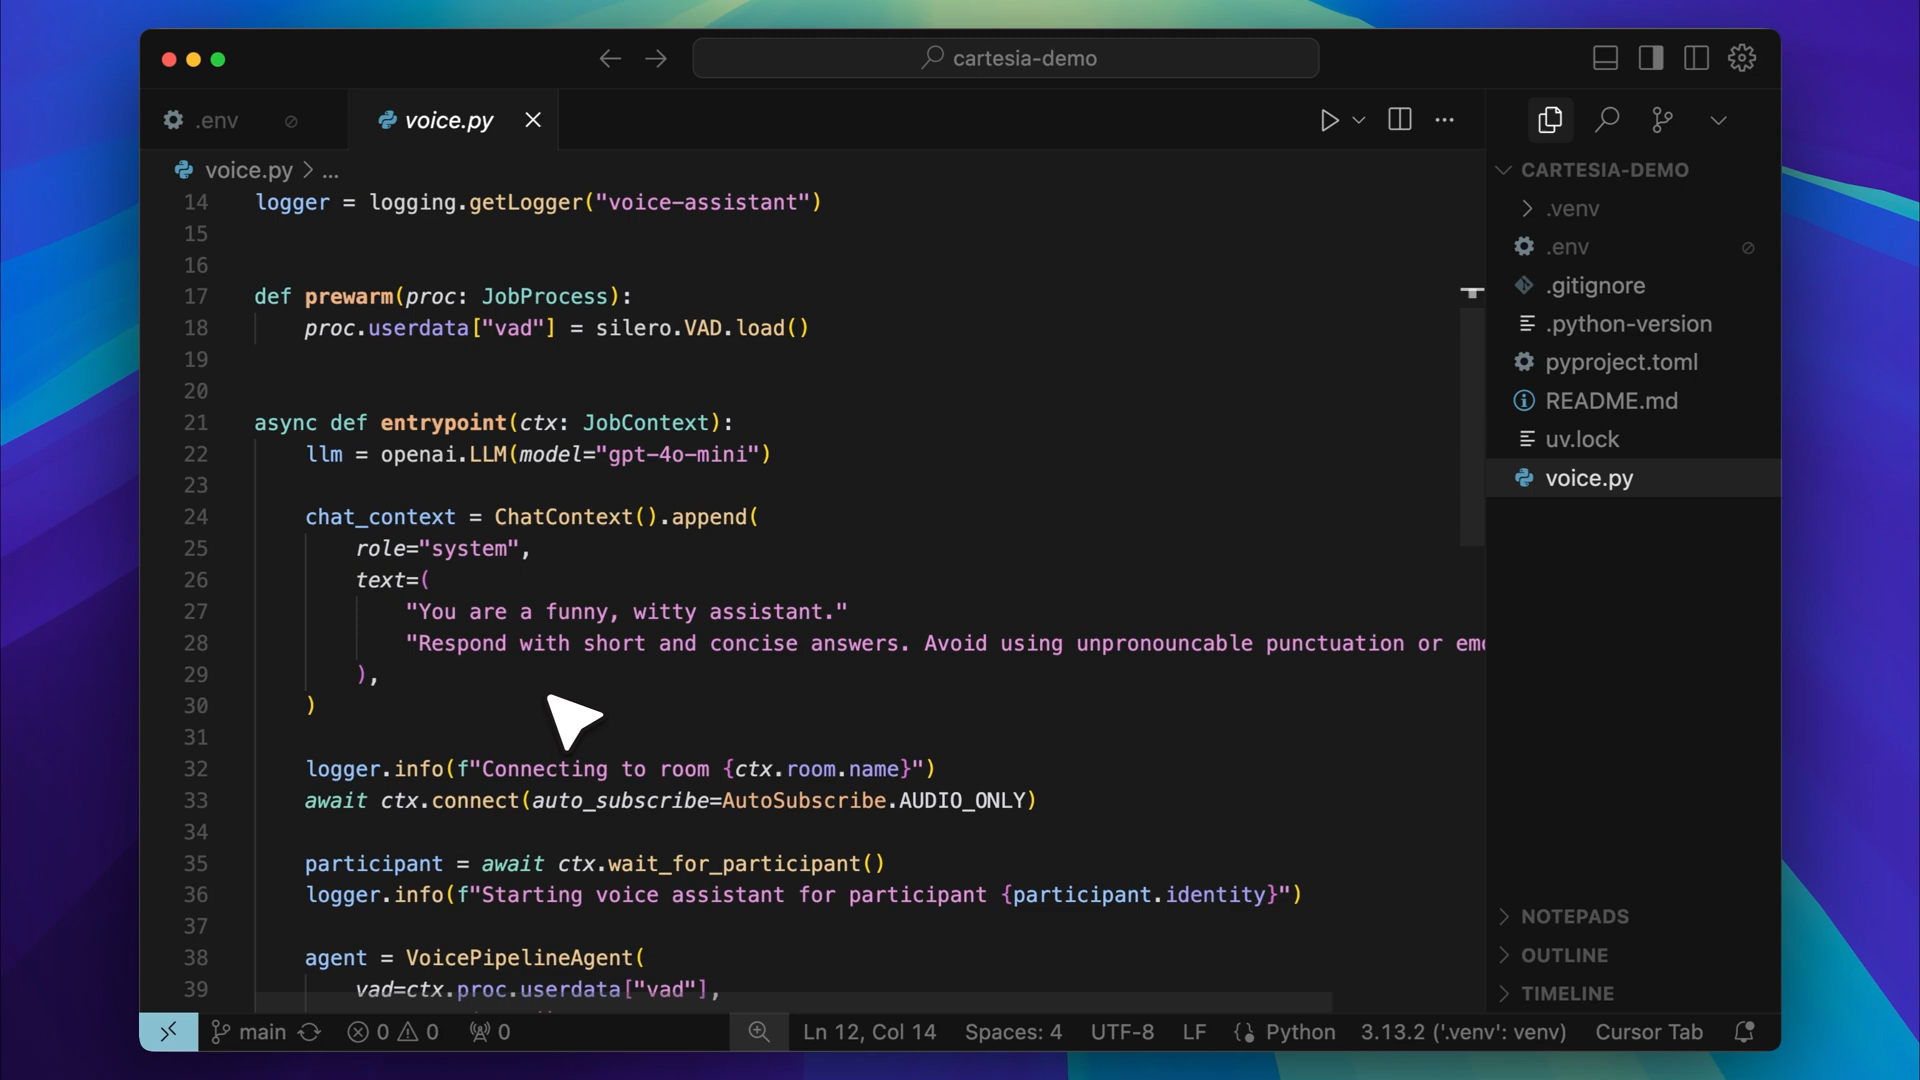 cartesia-demo
.env
voice.py
voice.py > ...
14 logger = logging.getLogger("voice-assistant")
15
16
17 def prewarm(proc: JobProcess):
18 proc.userdata["vad"] = silero.VAD.load()
19
20
21 async def entrypoint(ctx: JobContext):
22 llm = openai.LLM(model="gpt-4o-mini")
23
24 chat_context = ChatContext().append(
25 role="system",
26 text=(
27 "You are a funny, witty assistant."
28 "Respond with short and concise answers. Avoid using unpronouncable punctuation or emo
29 ),
30 )
31
32 logger.info(f"Connecting to room {ctx.room.name}")
33 await ctx.connect(auto_subscribe=AutoSubscribe.AUDIO_ONLY)
34
35 participant = await ctx.wait_for_participant()
36 logger.info(f"Starting voice assistant for participant {participant.identity}")
37
38 agent = VoicePipelineAgent(
39 vad=ctx.proc.userdata["vad"],
CARTESIA-DEMO
.venv
.env
.gitignore
.python-version
pyproject.toml
README.md
uv.lock
voice.py
NOTEPADS
OUTLINE
TIMELINE
main 0 0 0 Ln 12, Col 14 Spaces: 4 UTF-8 LF Python 3.13.2 ('.venv': venv) Cursor Tab